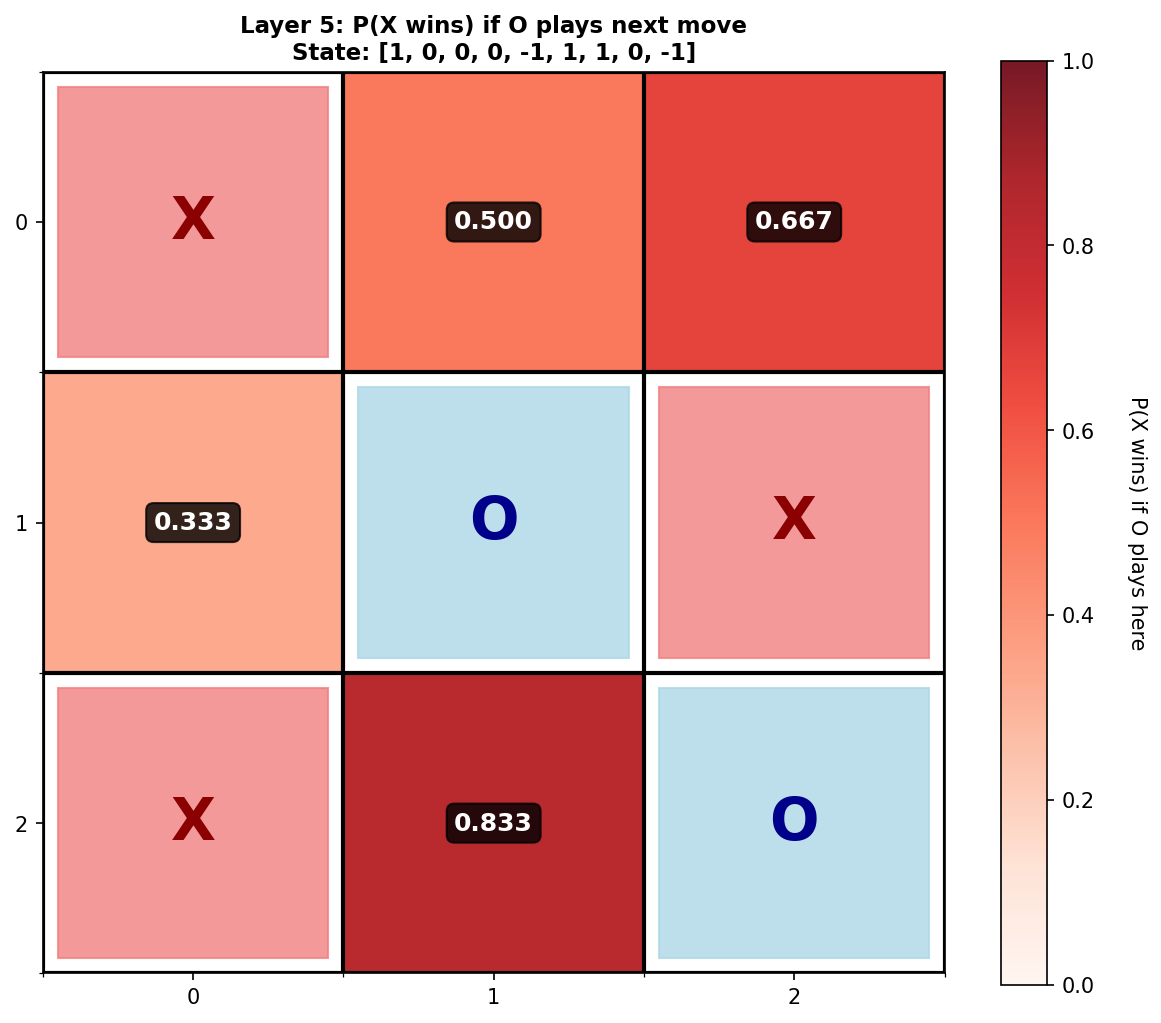 Layer 5: P(X wins) if O plays next move
State: [1, 0, 0, 0, -1, 1, 1, 0, -1]
0
X
0.500
0.667
1
0.333
O
X
2
X
0.833
O
0
1
2
1.0
0.8
0.6
0.4
0.2
0.0
P(X wins) if O plays here